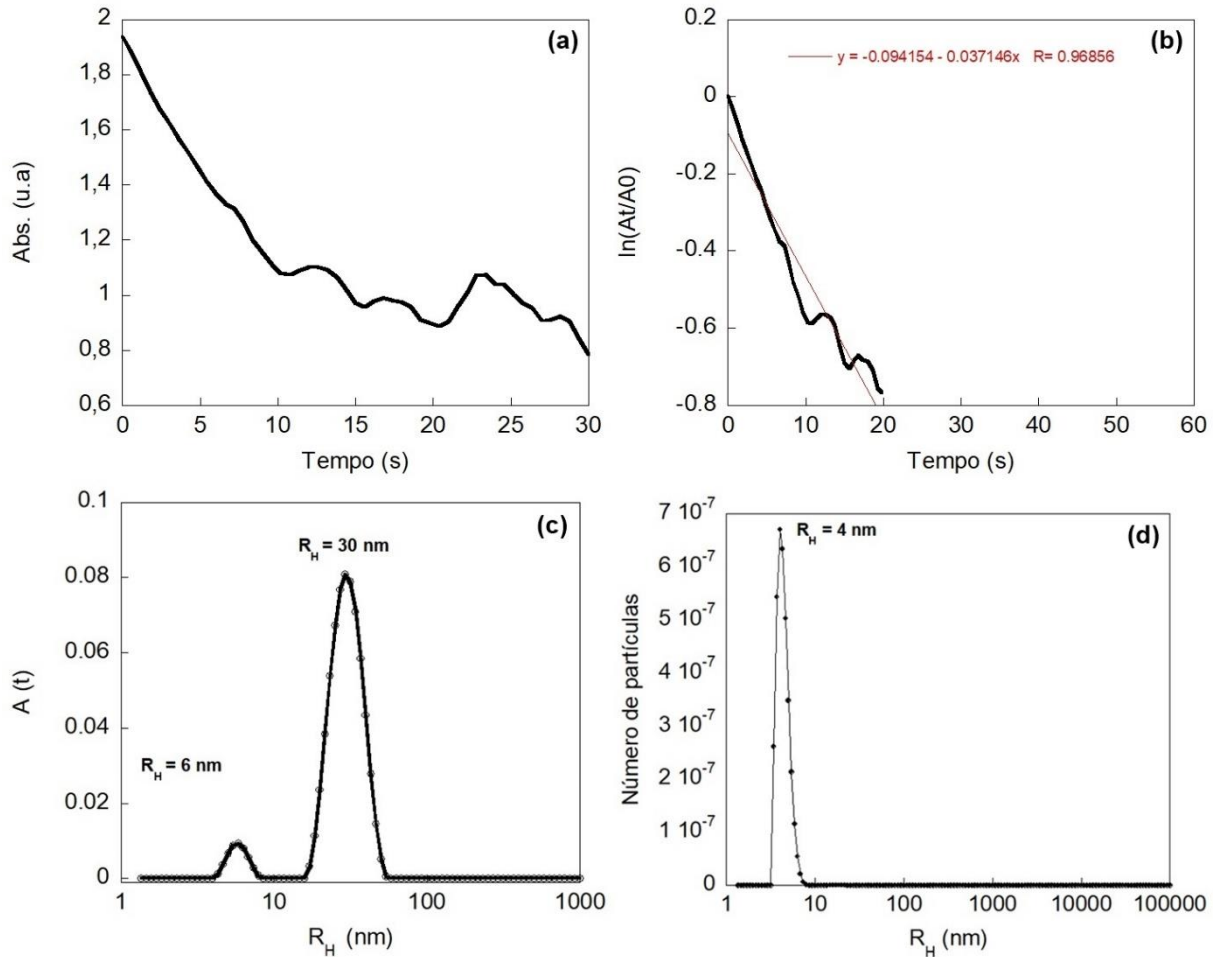 (a)
2
1,8
1,6
1,4
1,2
1
0,8
0,6
Abs. (u.a)
0 5 10 15 20 25 30
Tempo (s)
(b)
y = -0.094154 - 0.037146x R= 0.96856
0.2
0
-0.2
-0.4
-0.6
-0.8
ln(At/A0)
0 10 20 30 40 50 60
Tempo (s)
(c)
R_H = 30 nm
R_H = 6 nm
0.1
0.08
0.06
0.04
0.02
0
A (t)
1 10 100 1000
R_H (nm)
(d)
R_H = 4 nm
7 10^-7
6 10^-7
5 10^-7
4 10^-7
3 10^-7
2 10^-7
1 10^-7
0
Número de partículas
1 10 100 1000 10000 100000
R_H (nm)